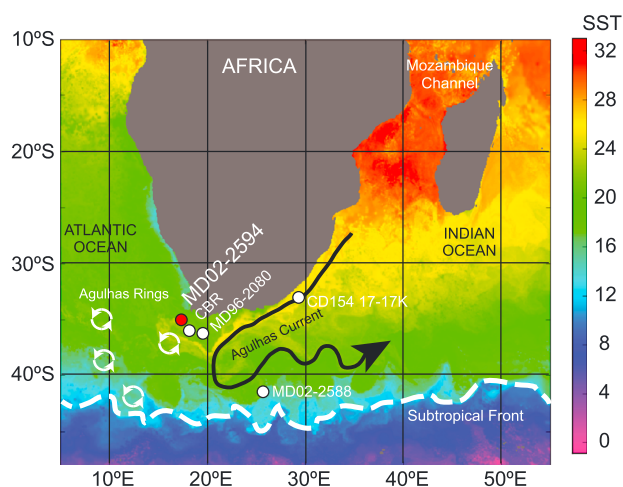 SST
10ºS
20ºS
30ºS
40ºS
AFRICA
Mozambique
Channel
ATLANTIC
OCEAN
INDIAN
OCEAN
MD02-2594
CBR
MD96-2080
CD154 17-17K
Agulhas Rings
Agulhas Current
MD02-2588
Subtropical Front
10ºE
20ºE
30ºE
40ºE
50ºE
32
28
24
20
16
12
8
4
0